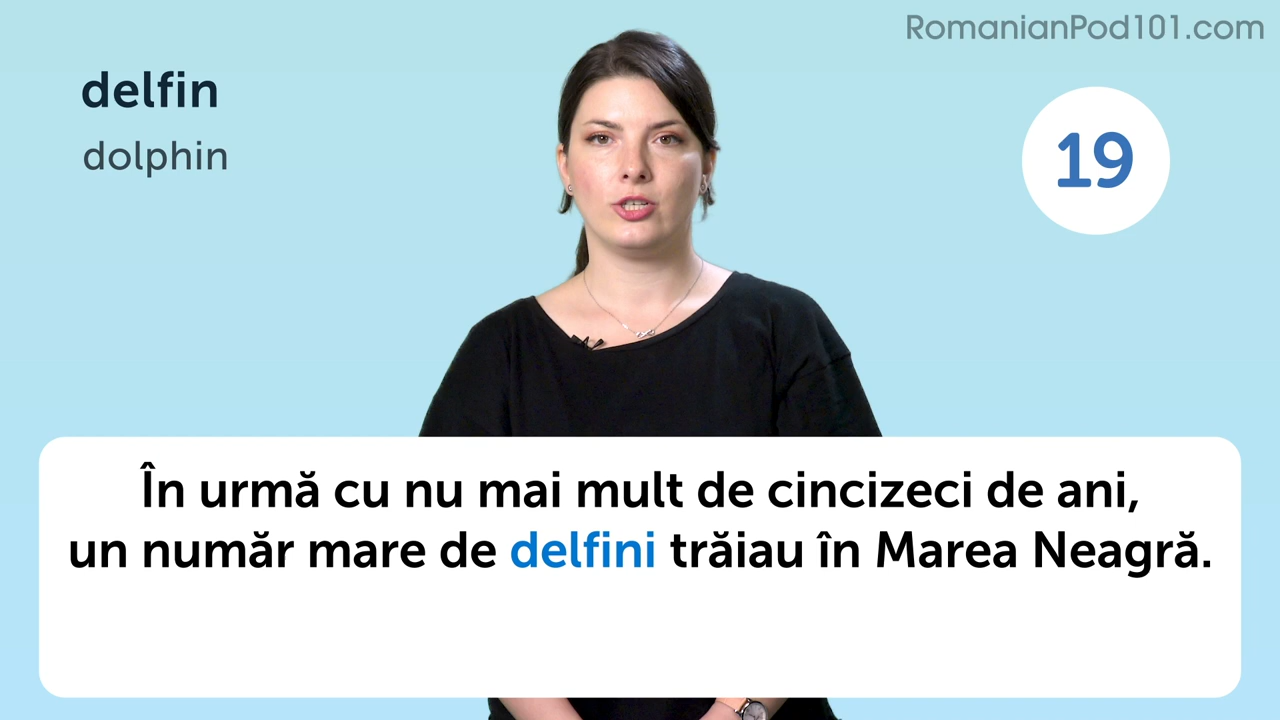 RomanianPod101.com
delfin
dolphin
19
În urmă cu nu mai mult de cincizeci de ani,
un număr mare de delfini trăiau în Marea Neagră.